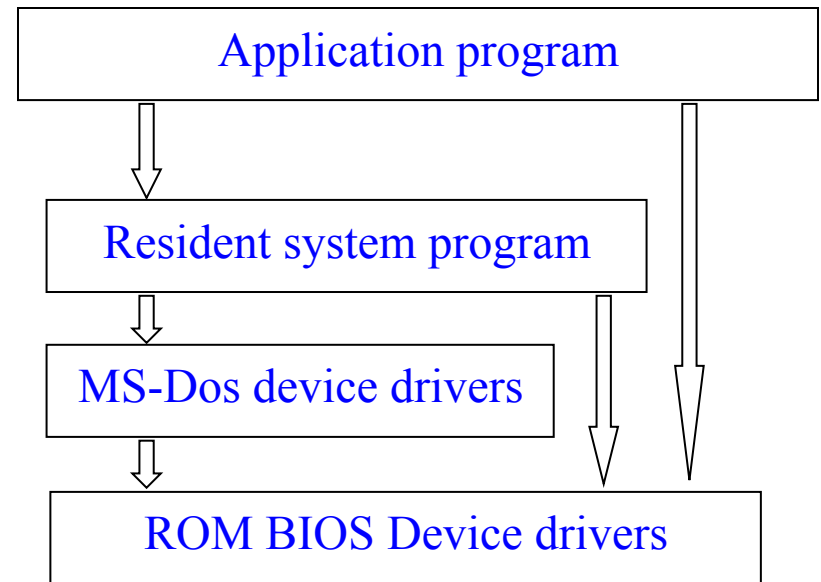 Application program
Resident system program
MS-Dos device drivers
ROM BIOS Device drivers